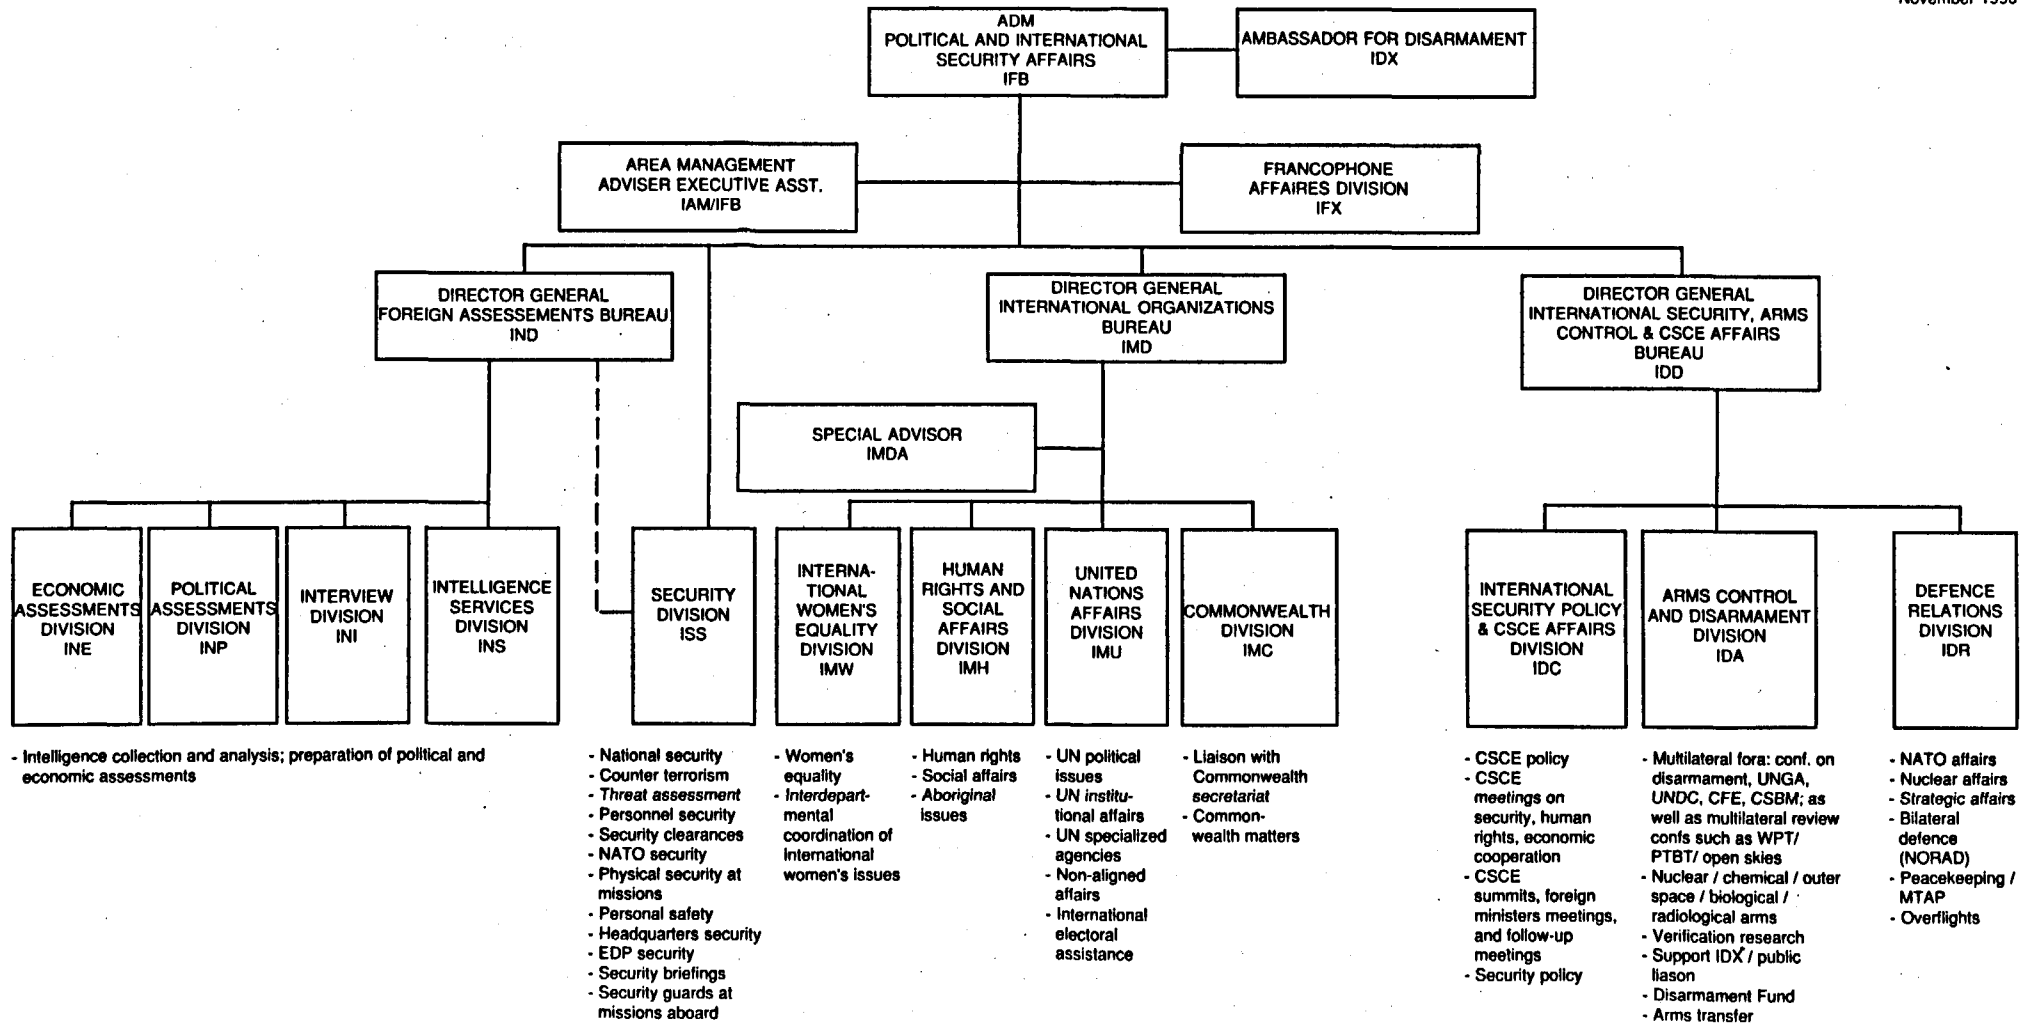 ADM
POLITICAL AND INTERNATIONAL
SECURITY AFFAIRS
IFB
AMBASSADOR FOR DISARMAMENT
IDX
AREA MANAGEMENT
ADVISER EXECUTIVE ASST.
IAM/IFB
FRANCOPHONE
AFFAIRES DIVISION
IFX
DIRECTOR GENERAL
FOREIGN ASSESSEMENTS BUREAU
IND
DIRECTOR GENERAL
INTERNATIONAL ORGANIZATIONS
BUREAU
IMD
DIRECTOR GENERAL
INTERNATIONAL SECURITY, ARMS
CONTROL & CSCE AFFAIRS
BUREAU
IDD
SPECIAL ADVISOR
IMDA
ECONOMIC
ASSESSMENTS
DIVISION
INE
POLITICAL
ASSESSMENTS
DIVISION
INP
INTERVIEW
DIVISION
INI
INTELLIGENCE
SERVICES
DIVISION
INS
SECURITY
DIVISION
ISS
INTERNA-
TIONAL
WOMEN'S
EQUALITY
DIVISION
IMW
HUMAN
RIGHTS AND
SOCIAL
AFFAIRS
DIVISION
IMH
UNITED
NATIONS
AFFAIRS
DIVISION
IMU
COMMONWEALTH
DIVISION
IMC
INTERNATIONAL
SECURITY POLICY
& CSCE AFFAIRS
DIVISION
IDC
ARMS CONTROL
AND DISARMAMENT
DIVISION
IDA
DEFENCE
RELATIONS
DIVISION
IDR
- Intelligence collection and analysis; preparation of political and
economic assessments
- National security
- Counter terrorism
- Threat assessment
- Personnel security
- Security clearances
- NATO security
- Physical security at
missions
- Personal safety
- Headquarters security
- EDP security
- Security briefings
- Security guards at
missions aboard
- Women's
equality
- Interdepart-
mental
coordination of
international
women's issues
- Human rights
- Social affairs
- Aboriginal
issues
- UN political
issues
- UN institu-
tional affairs
- UN specialized
agencies
- Non-aligned
affairs
- International
electoral
assistance
- Liaison with
Commonwealth
secretariat
- Common-
wealth matters
- CSCE policy
- CSCE
meetings on
security, human
rights, economic
cooperation
- CSCE
summits, foreign
ministers meetings,
and follow-up
meetings
- Security policy
- Multilateral fora: conf. on
disarmament, UNGA,
UNDC, CFE, CSBM; as
well as multilateral review
confs such as WPT/
PTBT/ open skies
- Nuclear / chemical / outer
space / biological /
radiological arms
- Verification research
- Support IDX / public
liason
- Disarmament Fund
- Arms transfer
- NATO affairs
- Nuclear affairs
- Strategic affairs
- Bilateral
defence
(NORAD)
- Peacekeeping /
MTAP
- Overflights